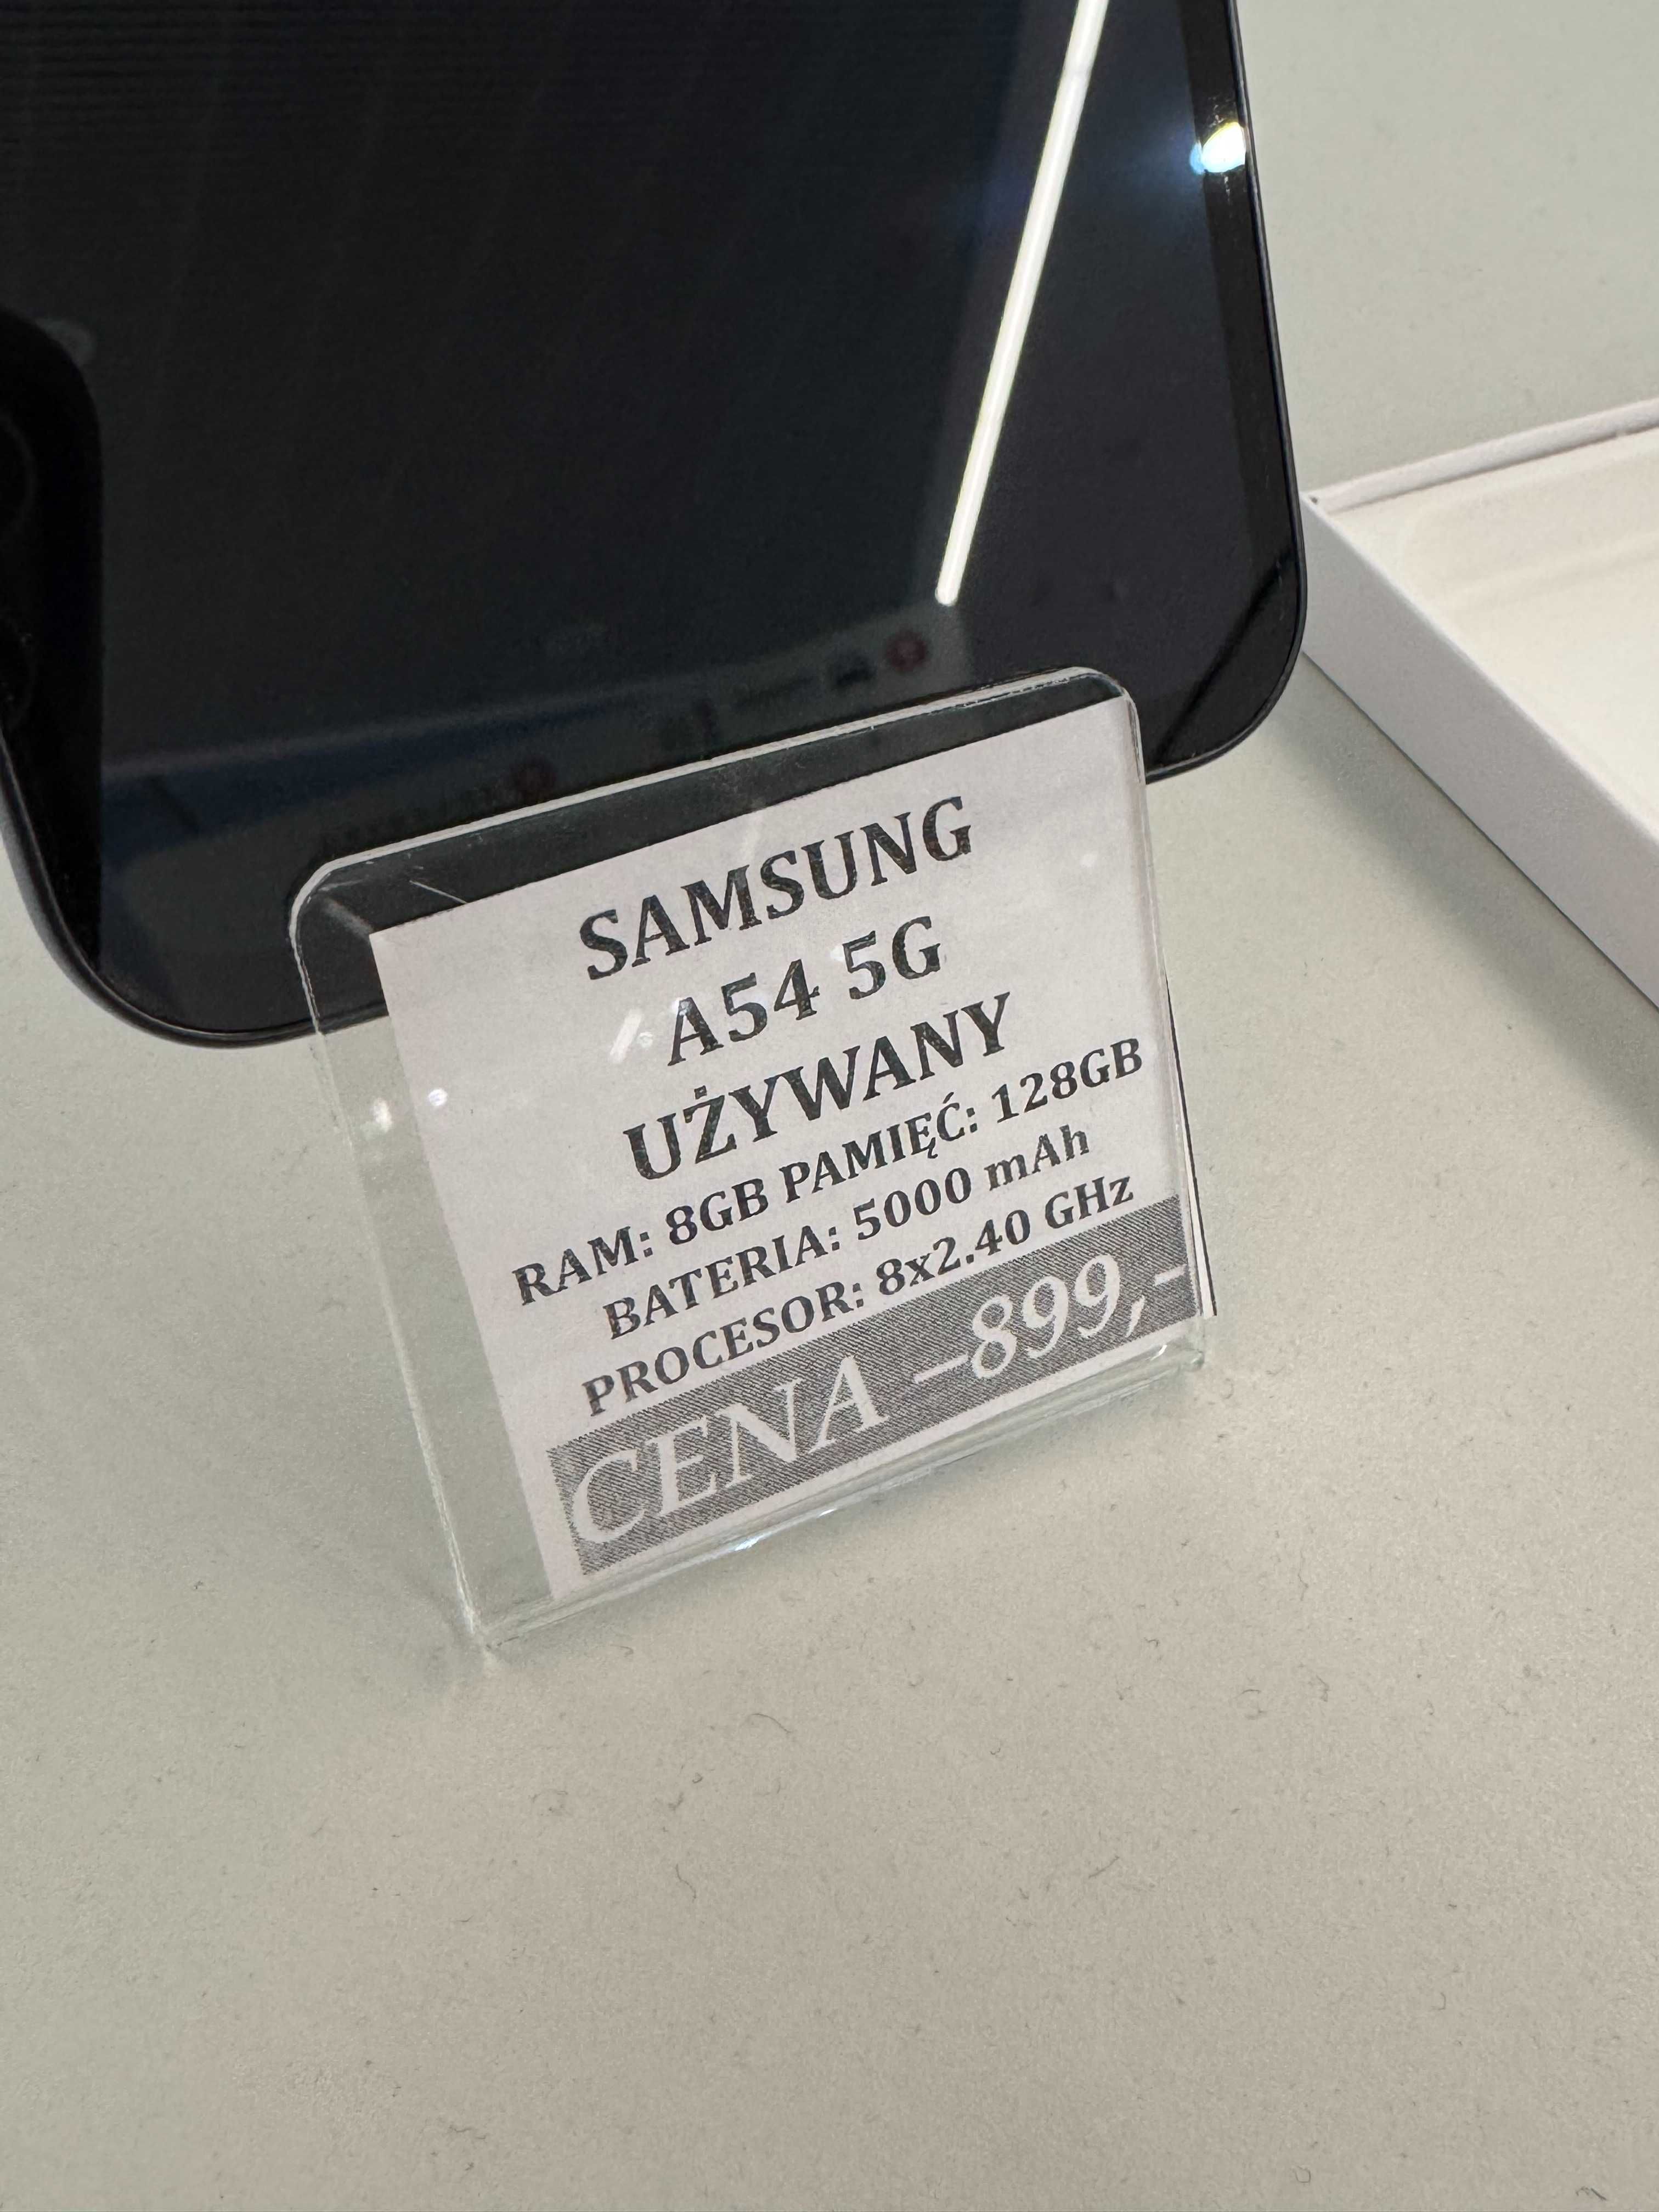 SAMSUNG
A54 5G
UŻYWANY
RAM: 8GB PAMIĘĆ: 128GB
BATERIA: 5000 mAh
PROCESOR: 8x2.40 GHz
CENA –899,-